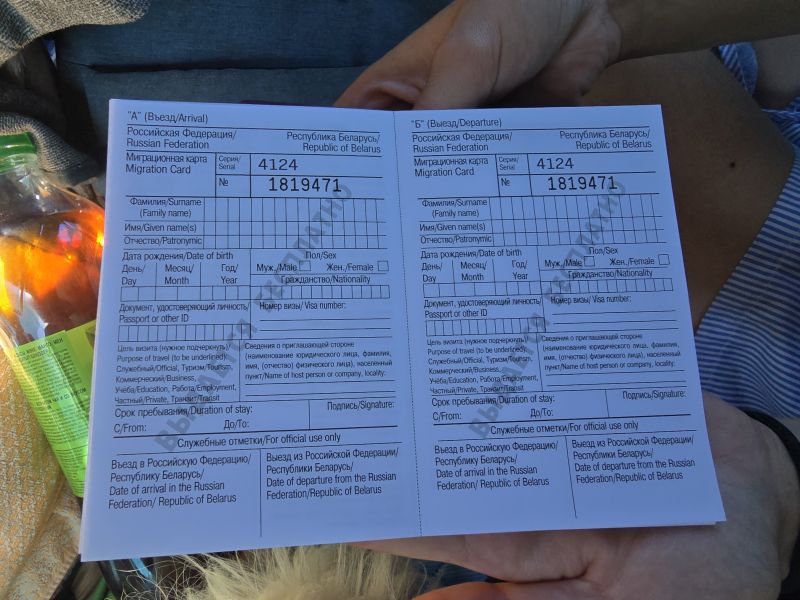 "А" (Въезд/Arrival)
Российская Федерация/
Russian Federation
Республика Беларусь/
Republic of Belarus
Миграционная карта
Migration Card
Серия/
Serial
4124
№
1819471
Фамилия/Surname
(Family name)
Имя/Given name(s)
Отчество/Patronymic
Дата рождения/Date of birth
День/
Day
Месяц/
Month
Год/
Year
Пол/Sex
Муж./Male
Жен./Female
Гражданство/Nationality
Документ, удостоверяющий личность/
Passport or other ID
Номер визы/ Visa number:
Цель визита (нужное подчеркнуть)/
Purpose of travel (to be underlined):
Служебный/Official, Туризм/Tourism,
Коммерческий/Business,
Учёба/Education, Работа/Employment,
Частный/Private, Транзит/Transit
Сведения о приглашающей стороне
(наименование юридического лица, фамилия,
имя, (отчество) физического лица), населенный
пункт/Name of host person or company, locality:
Срок пребывания/Duration of stay:
С/From:
До/To:
Подпись/Signature:
Служебные отметки/For official use only
Въезд в Российскую Федерацию/
Республику Беларусь/
Date of arrival in the Russian
Federation/ Republic of Belarus
Выезд из Российской Федерации/
Республики Беларусь/
Date of departure from the Russian
Federation/Republic of Belarus
ВЫДАЕТСЯ БЕСПЛАТНО
"Б" (Выезд/Departure)
Российская Федерация/
Russian Federation
Республика Беларусь/
Republic of Belarus
Миграционная карта
Migration Card
Серия/
Serial
4124
№
1819471
Фамилия/Surname
(Family name)
Имя/Given name(s)
Отчество/Patronymic
Дата рождения/Date of birth
День/
Day
Месяц/
Month
Год/
Year
Пол/Sex
Муж./Male
Жен./Female
Гражданство/Nationality
Документ, удостоверяющий личность/
Passport or other ID
Номер визы/ Visa number:
Цель визита (нужное подчеркнуть)/
Purpose of travel (to be underlined):
Служебный/Official, Туризм/Tourism,
Коммерческий/Business,
Учёба/Education, Работа/Employment,
Частный/Private, Транзит/Transit
Сведения о приглашающей стороне
(наименование юридического лица, фамилия,
имя, (отчество) физического лица), населенный
пункт/Name of host person or company, locality:
Срок пребывания/Duration of stay:
С/From:
До/To:
Подпись/Signature:
Служебные отметки/For official use only
Въезд в Российскую Федерацию/
Республику Беларусь/
Date of arrival in the Russian
Federation/ Republic of Belarus
Выезд из Российской Федерации/
Республики Беларусь/
Date of departure from the Russian
Federation/Republic of Belarus
ВЫДАЕТСЯ БЕСПЛАТНО